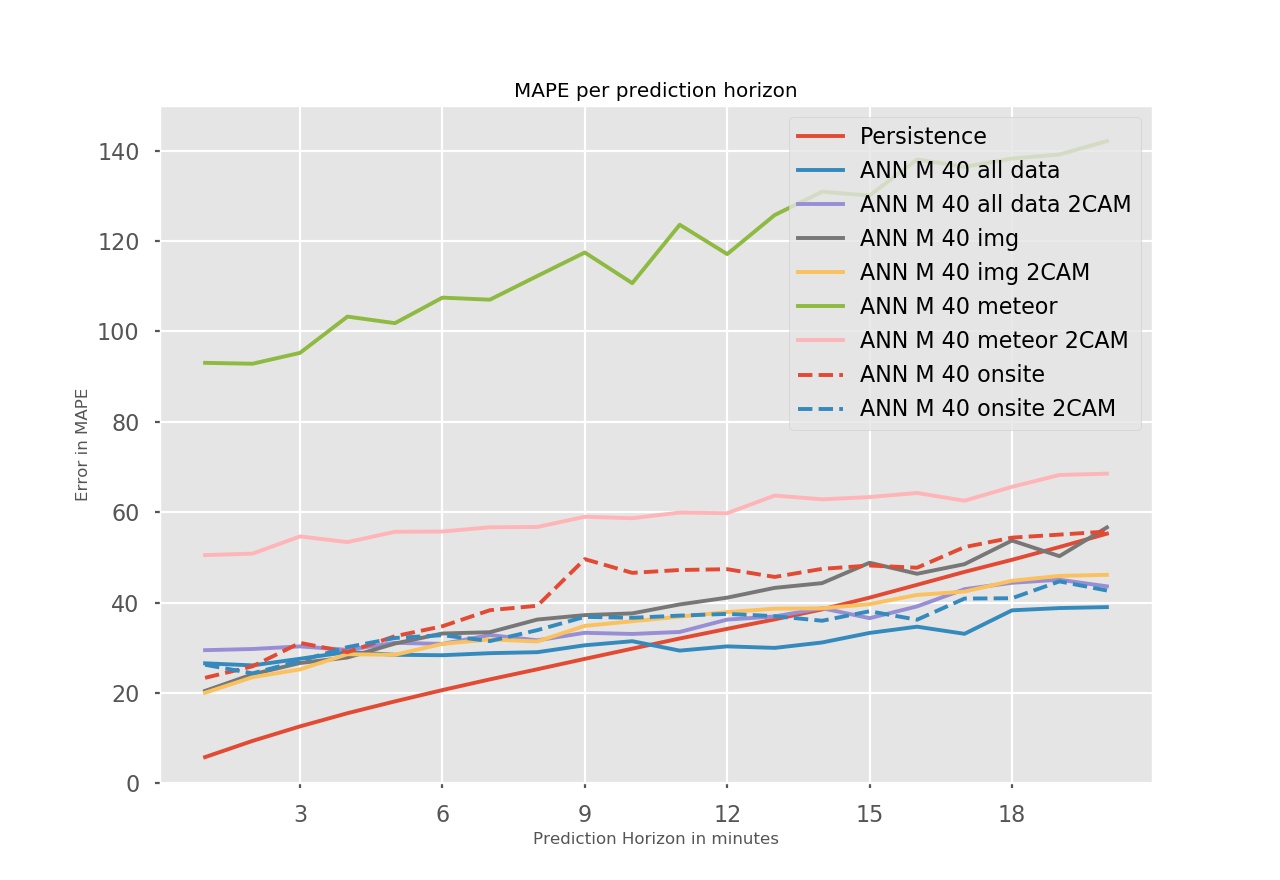 MAPE per prediction horizon
Persistence
ANN M 40 all data
ANN M 40 all data 2CAM
ANN M 40 img
ANN M 40 img 2CAM
ANN M 40 meteor
ANN M 40 meteor 2CAM
ANN M 40 onsite
ANN M 40 onsite 2CAM
Error in MAPE
140
120
100
80
60
40
20
0
3 6 9 12 15 18
Prediction Horizon in minutes